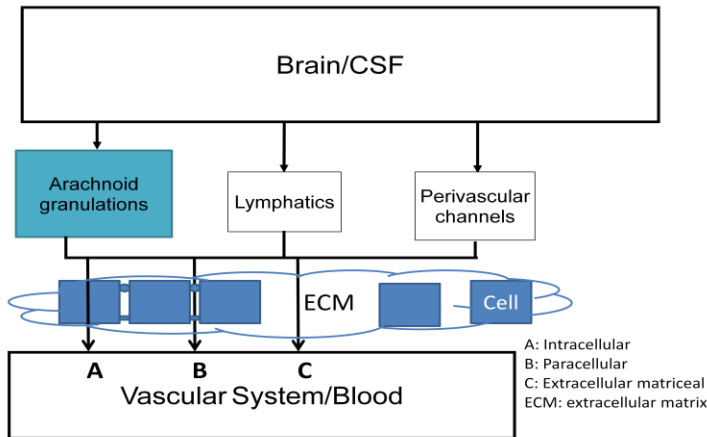 Brain/CSF
Arachnoid
granulations
Lymphatics
Perivascular
channels
ECM
Cell
A
B
C
Vascular System/Blood
A: Intracellular
B: Paracellular
C: Extracellular matriceal
ECM: extracellular matrix